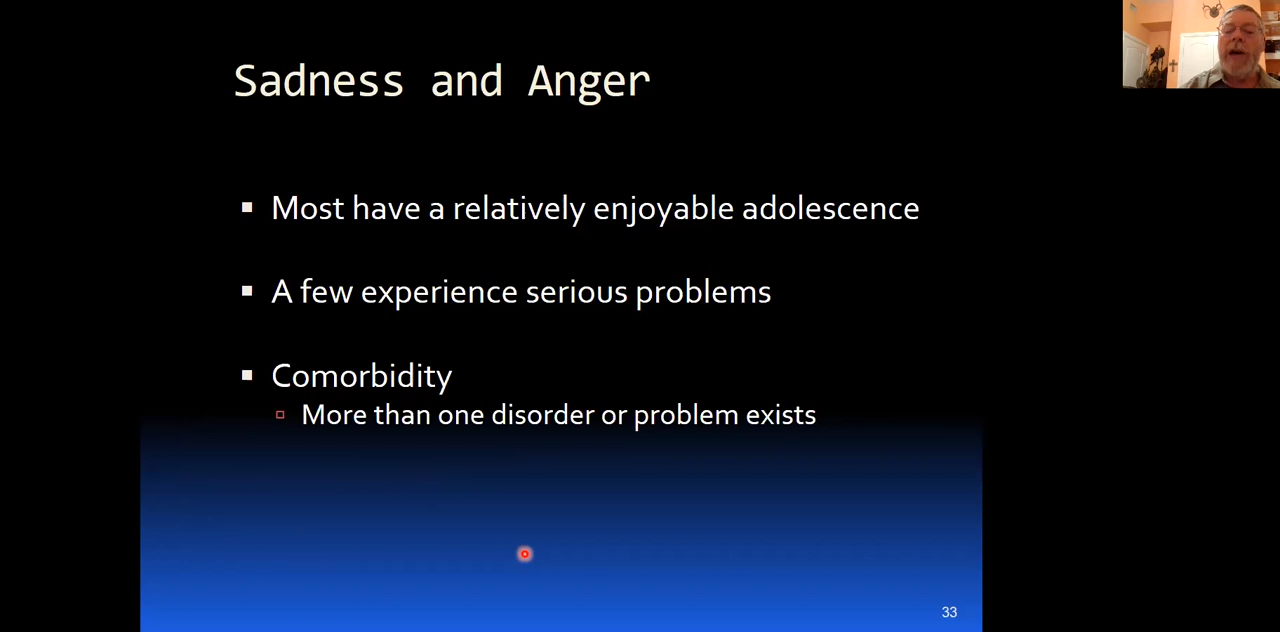 Sadness and Anger
Most have a relatively enjoyable adolescence
A few experience serious problems
Comorbidity
More than one disorder or problem exists
33